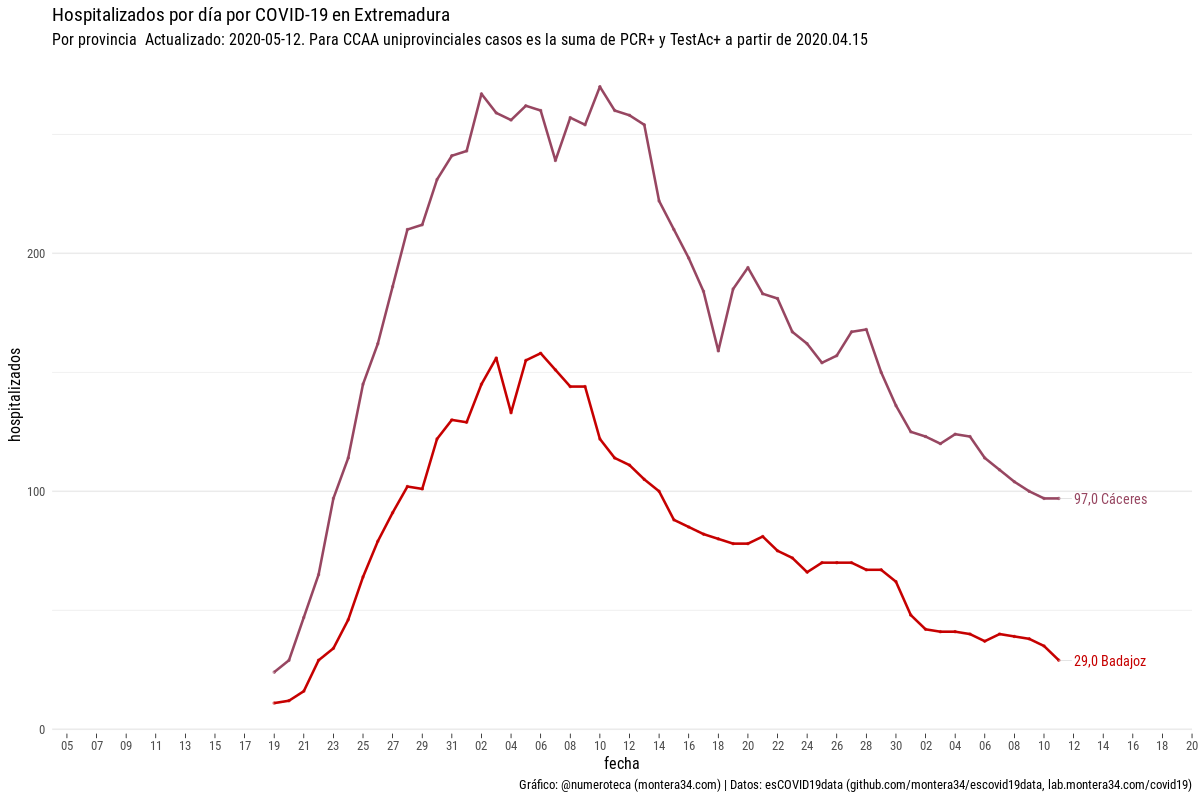 Hospitalizados por día por COVID-19 en Extremadura
Por provincia  Actualizado: 2020-05-12. Para CCAA uniprovinciales casos es la suma de PCR+ y TestAc+ a partir de 2020.04.15
hospitalizados
200
100
0
97,0 Cáceres
29,0 Badajoz
05 07 09 11 13 15 17 19 21 23 25 27 29 31 02 04 06 08 10 12 14 16 18 20 22 24 26 28 30 02 04 06 08 10 12 14 16 18 20
fecha
Gráfico: @numeroteca (montera34.com) | Datos: esCOVID19data (github.com/montera34/escovid19data, lab.montera34.com/covid19)